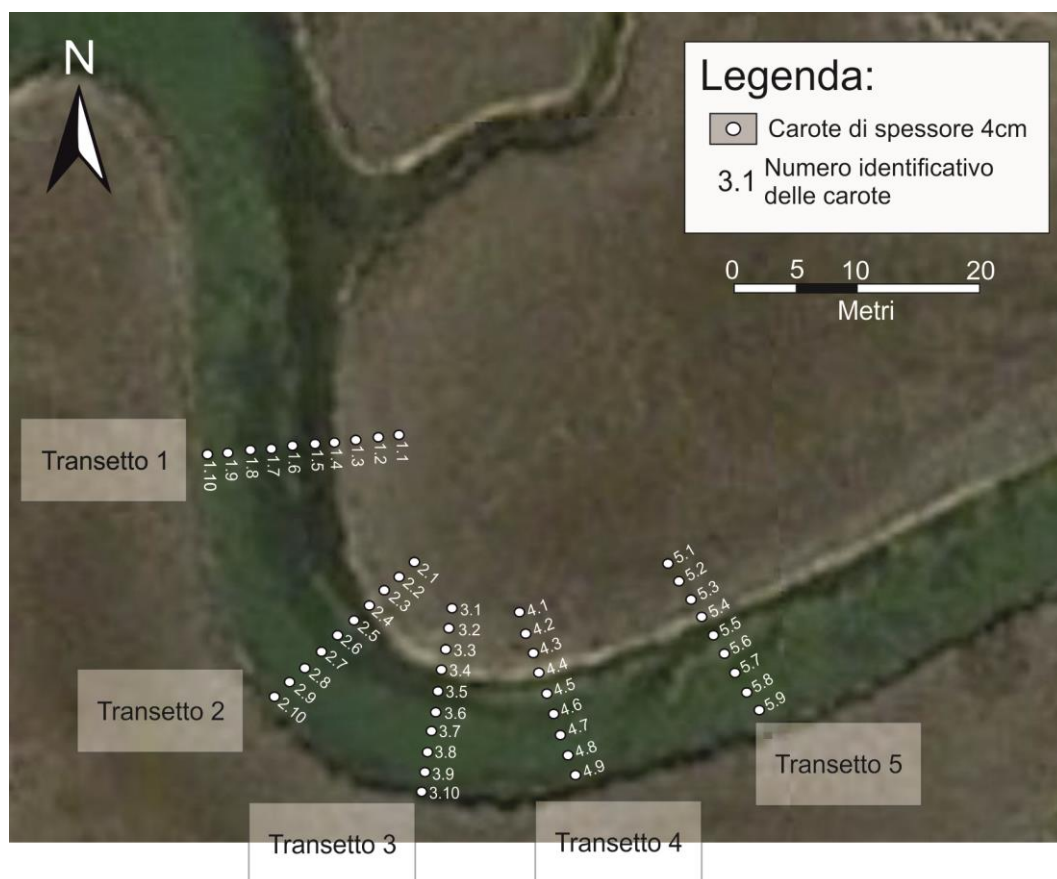 N
Legenda:
Carote di spessore 4cm
3.1 Numero identificativo
delle carote
0 5 10 20
Metri
Transetto 1
1.10 1.9 1.8 1.7 1.6 1.5 1.4 1.3 1.2 1.1
Transetto 2
2.1
2.2
2.3
2.4
2.5
2.6
2.7
2.8
2.9
2.10
Transetto 3
3.1
3.2
3.3
3.4
3.5
3.6
3.7
3.8
3.9
3.10
Transetto 4
4.1
4.2
4.3
4.4
4.5
4.6
4.7
4.8
4.9
Transetto 5
5.1
5.2
5.3
5.4
5.5
5.6
5.7
5.8
5.9